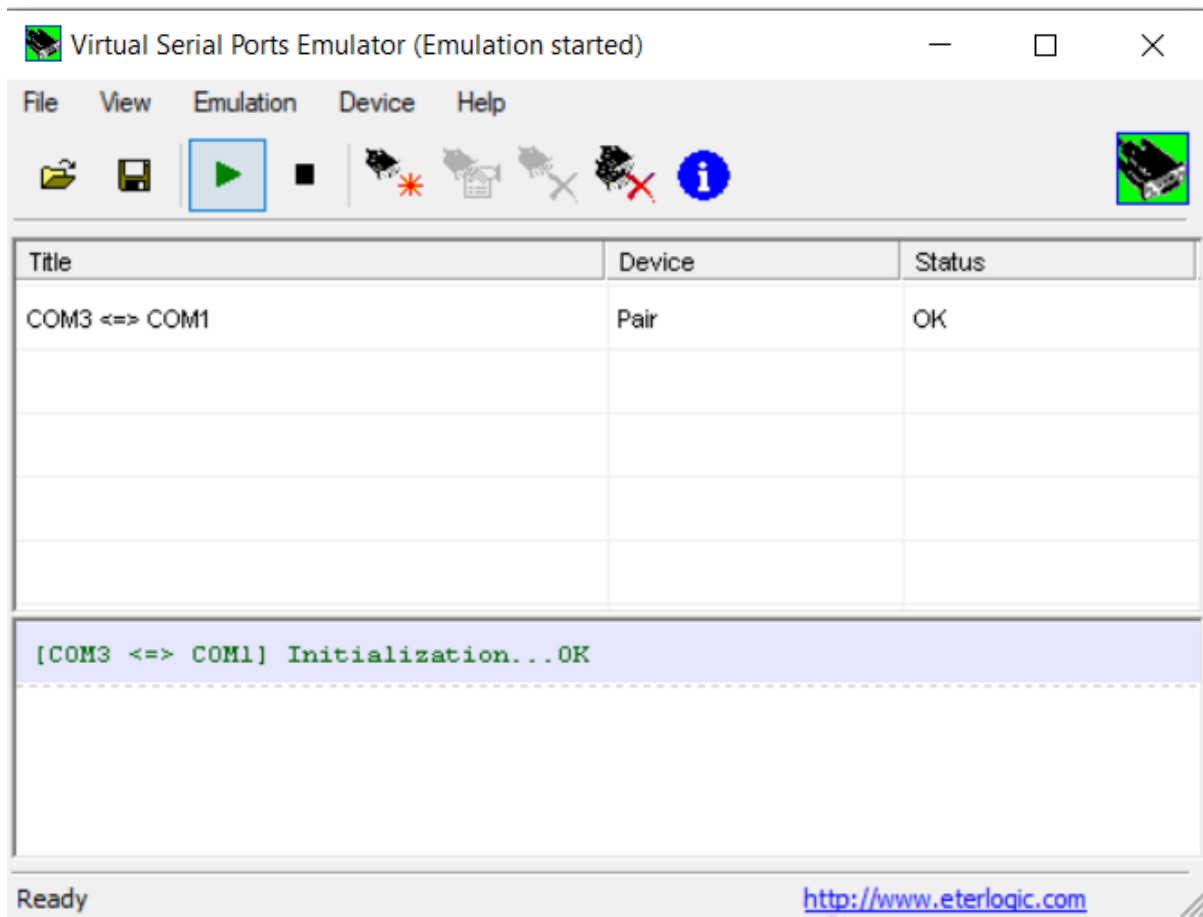 Virtual Serial Ports Emulator (Emulation started)
File View Emulation Device Help
Title Device Status
COM3 <=> COM1 Pair OK
[COM3 <=> COM1] Initialization...OK
Ready http://www.eterlogic.com